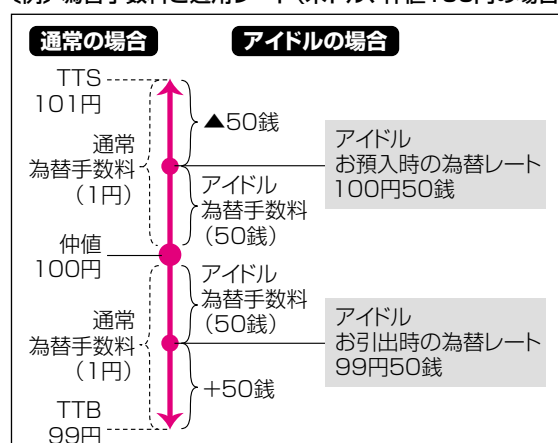 通常の場合
アイドルの場合
TTS
101円
▲50銭
通常
為替手数料
(1円)
アイドル
お預入時の為替レート
100円50銭
アイドル
為替手数料
(50銭)
仲値
100円
アイドル
為替手数料
(50銭)
通常
為替手数料
(1円)
アイドル
お引出時の為替レート
99円50銭
+50銭
TTB
99円